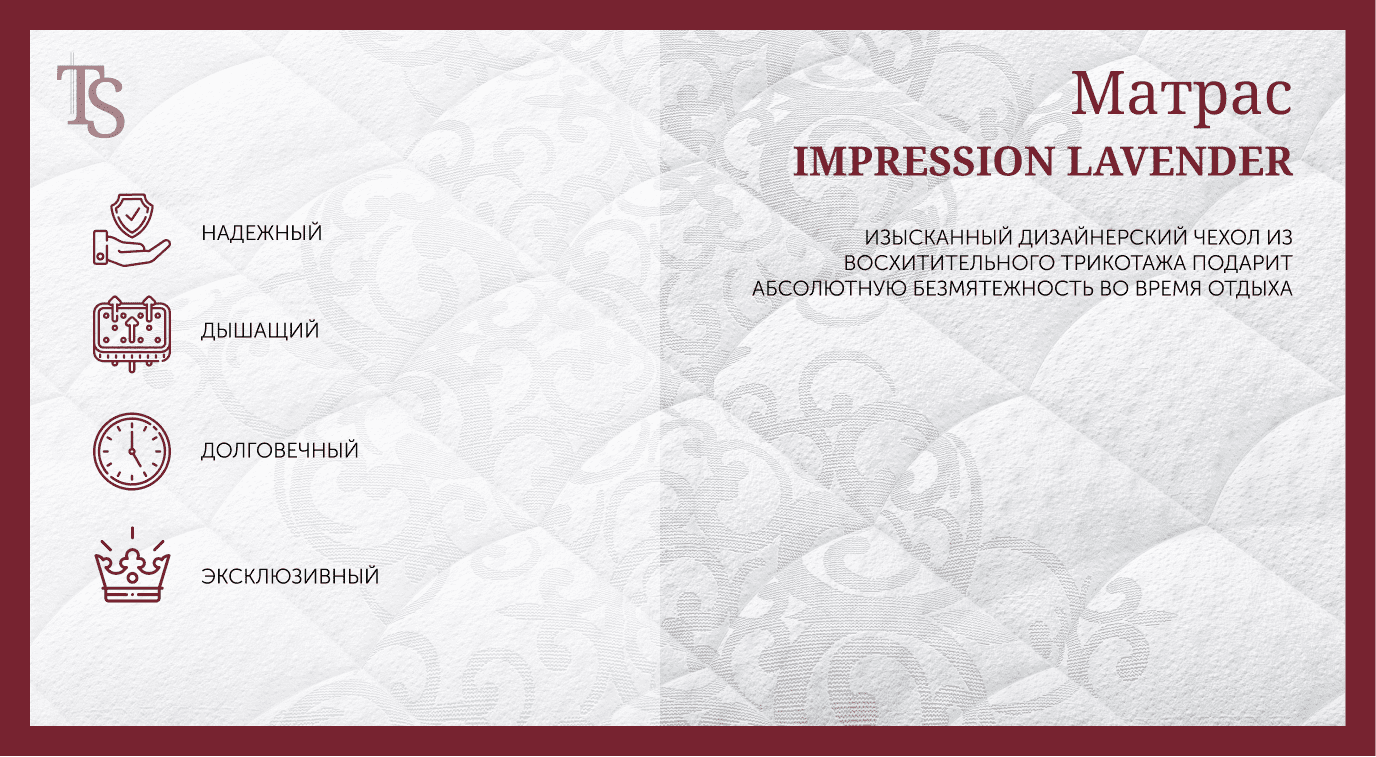 TS
Матрас
IMPRESSION LAVENDER
ИЗЫСКАННЫЙ ДИЗАЙНЕРСКИЙ ЧЕХОЛ ИЗ
ВОСХИТИТЕЛЬНОГО ТРИКОТАЖА ПОДАРИТ
АБСОЛЮТНУЮ БЕЗМЯТЕЖНОСТЬ ВО ВРЕМЯ ОТДЫХА
НАДЕЖНЫЙ
ДЫШАЩИЙ
ДОЛГОВЕЧНЫЙ
ЭКСКЛЮЗИВНЫЙ